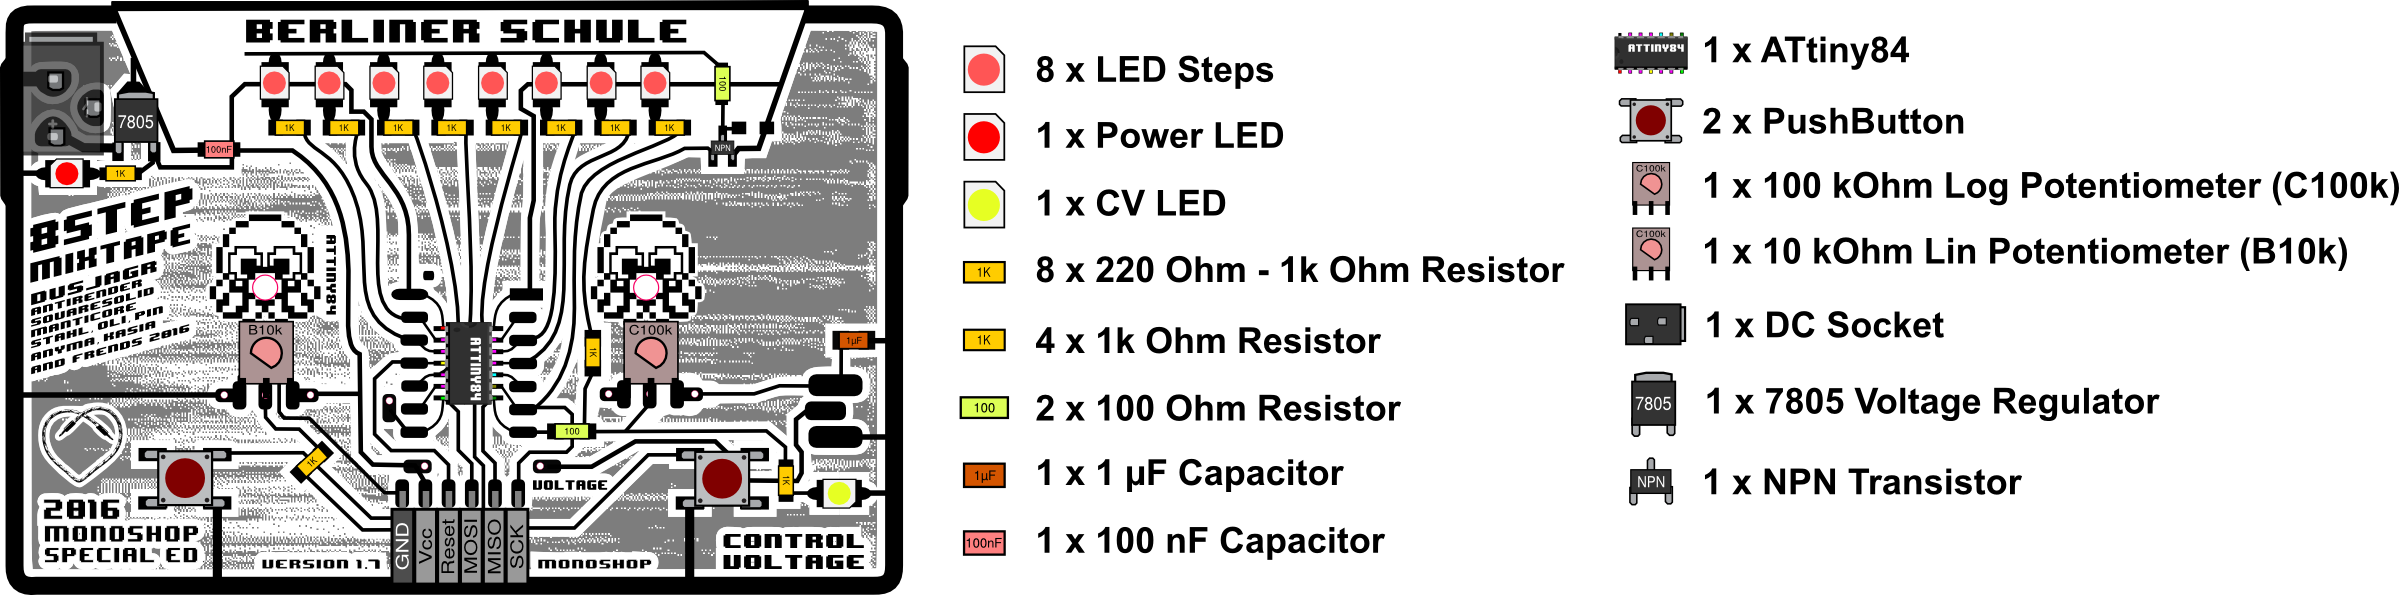 BERLINER SCHULE
100
7805
1K 1K 1K 1K 1K 1K 1K 1K
100nF
NPN
1K
8STEP
MIXTAPE
DUSJAGR
ANTIRENDER
SQUARESOLID
MANTICORE
STAHL, OLI, PIN
ANYMA, KASIA
AND FRENDS 2016
ATTINY84
B10k
ATTINY84
1K
C100k
1µF
100
1K
1K
VOLTAGE
2016
MONOSHOP
SPECIAL ED
VERSION 1.7
GND
Vcc
Reset
MOSI
MISO
SCK
MONOSHOP
CONTROL
VOLTAGE
8 x LED Steps
1 x Power LED
1 x CV LED
1K 8 x 220 Ohm - 1k Ohm Resistor
1K 4 x 1k Ohm Resistor
100 2 x 100 Ohm Resistor
1µF 1 x 1 µF Capacitor
100nF 1 x 100 nF Capacitor
ATTINY84 1 x ATtiny84
2 x PushButton
C100k 1 x 100 kOhm Log Potentiometer (C100k)
C100k 1 x 10 kOhm Lin Potentiometer (B10k)
1 x DC Socket
7805 1 x 7805 Voltage Regulator
NPN 1 x NPN Transistor